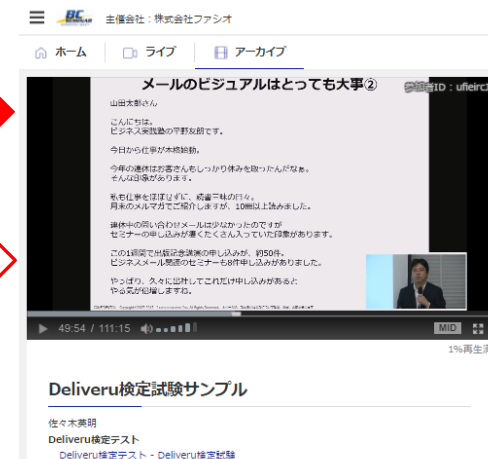 BC SEMINAR 主催会社：株式会社ファシオ
ホーム ライブ アーカイブ
メールのビジュアルはとっても大事②
参加者ID：ufieirc1
山田太郎さん
こんにちは。
ビジネス実践塾の平野友朗です。
今日から仕事が本格始動。
今年の連休はお客さんもしっかり休みを取ったんだなぁ。
そんな印象があります。
私も仕事をほぼせずに、読書三昧の日々。
月末のメルマガでご紹介しますが、10冊以上読みました。
連休中の問い合わせメールは少なかったのですが
セミナーの申し込みが凄くたくさん入っていた印象があります。
この1週間で出版記念講演の申し込みが、約50件。
ビジネスメール関連のセミナーも8件申し込みがありました。
やっぱり、久々に出社してこれだけ申し込みがあると
やる気が倍増しますね。
49:54 / 111:15
MID
1%再生済
Deliveru検定試験サンプル
佐々木英明
Deliveru検定テスト
Deliveru検定テスト - Deliveru検定試験